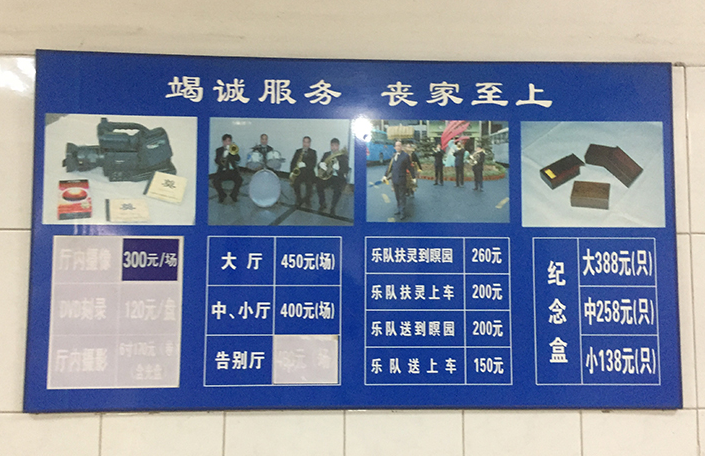 竭诚服务 丧家至上
厅内摄像 300元/场
DVD刻录 120元/盘
厅内摄影
大厅 450元(场)
中、小厅 400元(场)
告别厅
乐队扶灵到暝园 260元
乐队扶灵上车 200元
乐队送到暝园 200元
乐队送上车 150元
纪念盒
大388元(只)
中258元(只)
小138元(只)